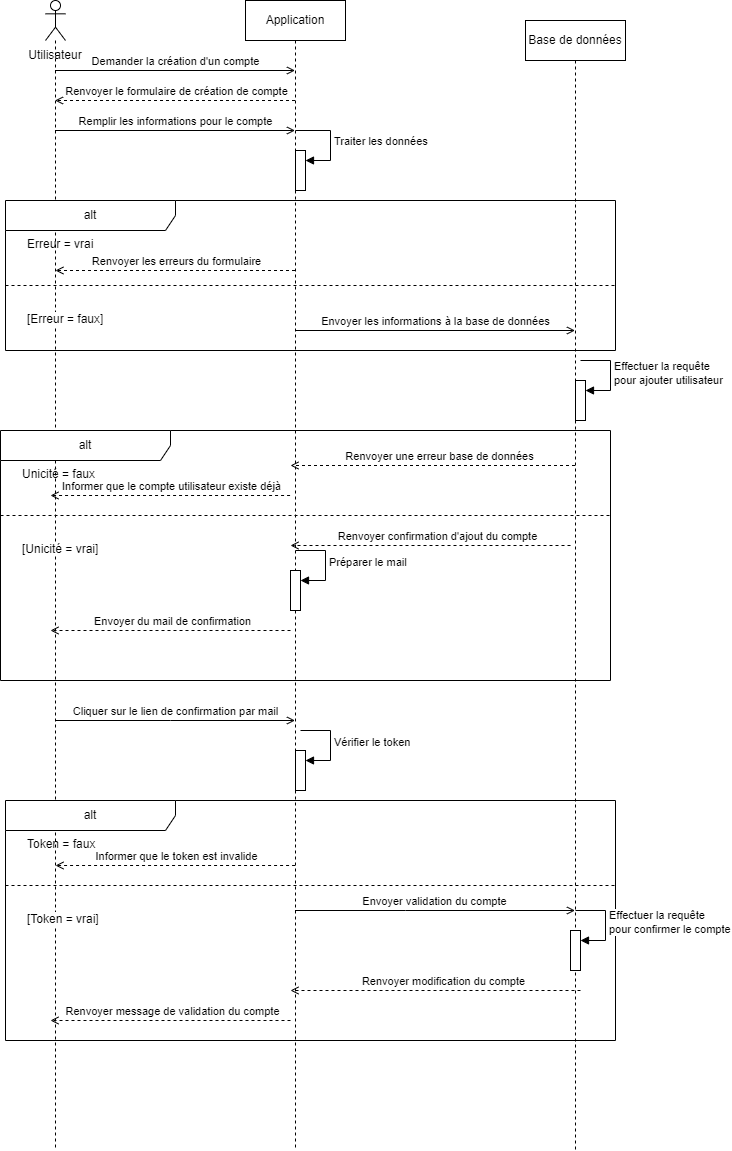 Application
Base de données
Utilisateur
Demander la création d'un compte
Renvoyer le formulaire de création de compte
Remplir les informations pour le compte
Traiter les données
alt
Erreur = vrai
Renvoyer les erreurs du formulaire
[Erreur = faux]
Envoyer les informations à la base de données
Effectuer la requête
pour ajouter utilisateur
alt
Renvoyer une erreur base de données
Unicité = faux
Informer que le compte utilisateur existe déjà
Renvoyer confirmation d'ajout du compte
[Unicité = vrai]
Préparer le mail
Envoyer du mail de confirmation
Cliquer sur le lien de confirmation par mail
Vérifier le token
alt
Token = faux
Informer que le token est invalide
Envoyer validation du compte
[Token = vrai]
Effectuer la requête
pour confirmer le compte
Renvoyer modification du compte
Renvoyer message de validation du compte